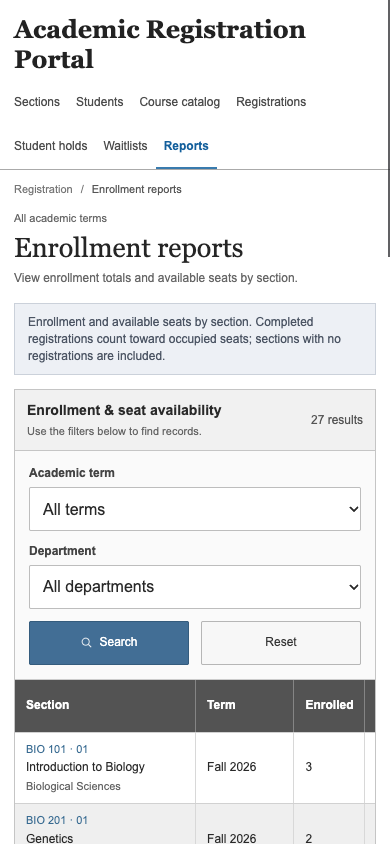 Academic Registration
Portal
Sections Students Course catalog Registrations
Student holds Waitlists Reports
Registration / Enrollment reports
All academic terms
Enrollment reports
View enrollment totals and available seats by section.
Enrollment and available seats by section. Completed
registrations count toward occupied seats; sections with no
registrations are included.
Enrollment & seat availability
27 results
Use the filters below to find records.
Academic term
All terms
Department
All departments
Search Reset
Section Term Enrolled
BIO 101 · 01
Introduction to Biology Fall 2026 3
Biological Sciences
BIO 201 · 01
Genetics Fall 2026 2